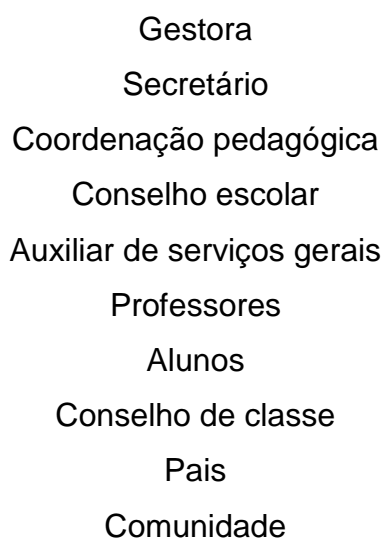 Gestora
Secretário
Coordenação pedagógica
Conselho escolar
Auxiliar de serviços gerais
Professores
Alunos
Conselho de classe
Pais
Comunidade